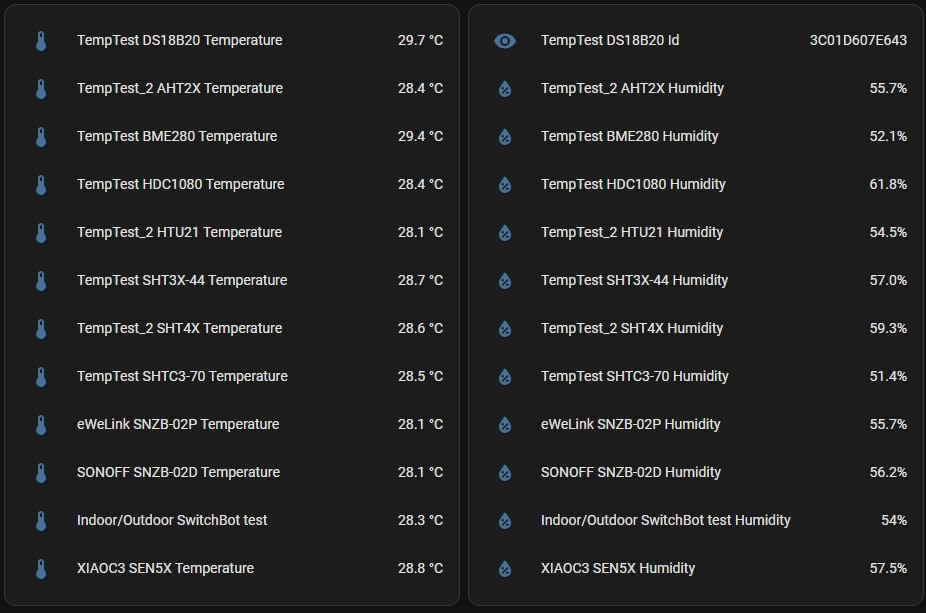 TempTest DS18B20 Temperature 29.7 °C
TempTest_2 AHT2X Temperature 28.4 °C
TempTest BME280 Temperature 29.4 °C
TempTest HDC1080 Temperature 28.4 °C
TempTest_2 HTU21 Temperature 28.1 °C
TempTest SHT3X-44 Temperature 28.7 °C
TempTest_2 SHT4X Temperature 28.6 °C
TempTest SHTC3-70 Temperature 28.5 °C
eWeLink SNZB-02P Temperature 28.1 °C
SONOFF SNZB-02D Temperature 28.1 °C
Indoor/Outdoor SwitchBot test 28.3 °C
XIAOC3 SEN5X Temperature 28.8 °C
TempTest DS18B20 Id 3C01D607E643
TempTest_2 AHT2X Humidity 55.7%
TempTest BME280 Humidity 52.1%
TempTest HDC1080 Humidity 61.8%
TempTest_2 HTU21 Humidity 54.5%
TempTest SHT3X-44 Humidity 57.0%
TempTest_2 SHT4X Humidity 59.3%
TempTest SHTC3-70 Humidity 51.4%
eWeLink SNZB-02P Humidity 55.7%
SONOFF SNZB-02D Humidity 56.2%
Indoor/Outdoor SwitchBot test Humidity 54%
XIAOC3 SEN5X Humidity 57.5%